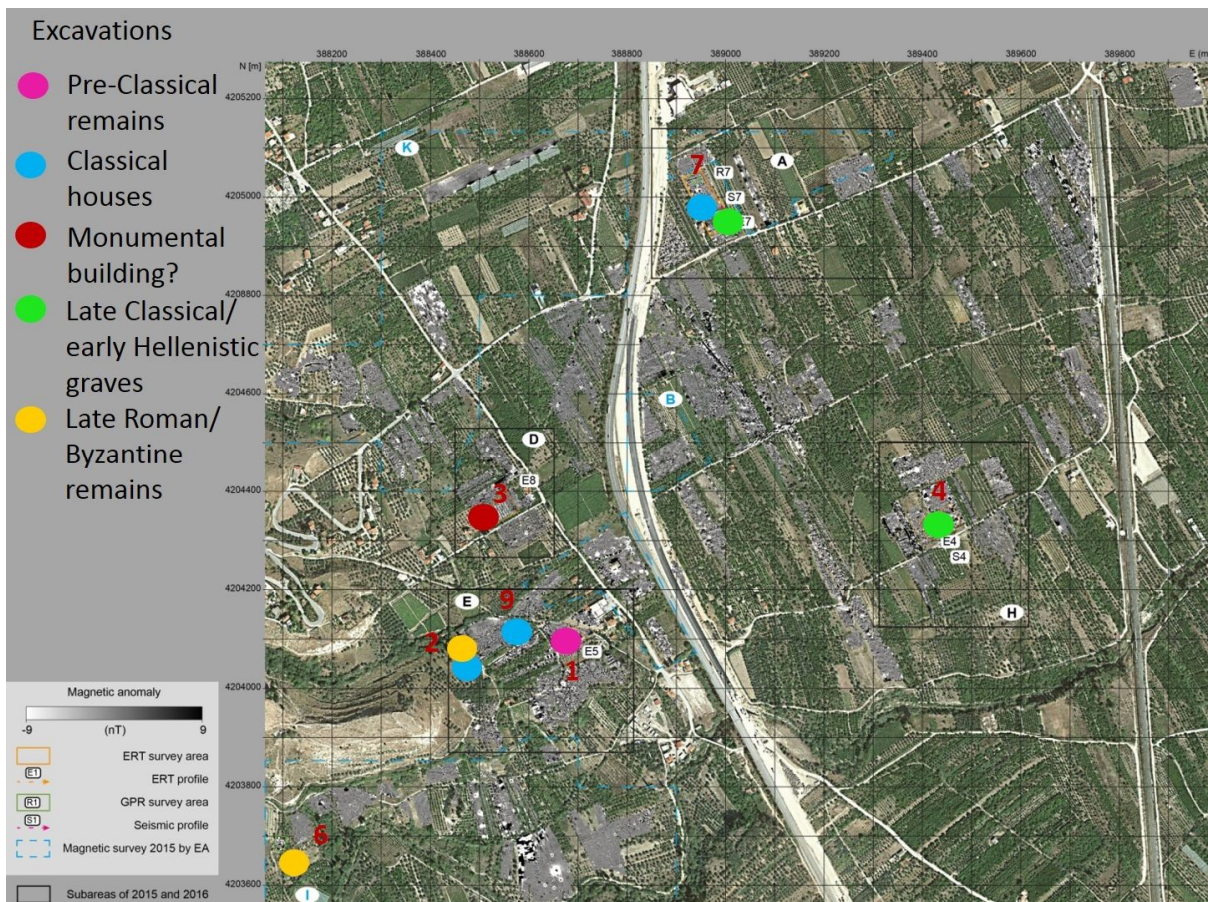 Excavations
Pre-Classical
remains
Classical
houses
Monumental
building?
Late Classical/
early Hellenistic
graves
Late Roman/
Byzantine
remains
388200 388400 388600 388800 389000 389200 389400 389600 389800 E (m)
N [m]
4205200
4205000
4208800
4204600
4204400
4204200
4204000
4203800
4203600
K
7
R7
A
S7
E7
B
D
E8
3
4
E4
S4
H
E
9
2
E5
1
6
I
Magnetic anomaly
-9
(nT)
9
ERT survey area
E1
ERT profile
R1
GPR survey area
S1
Seismic profile
Magnetic survey 2015 by EA
Subareas of 2015 and 2016